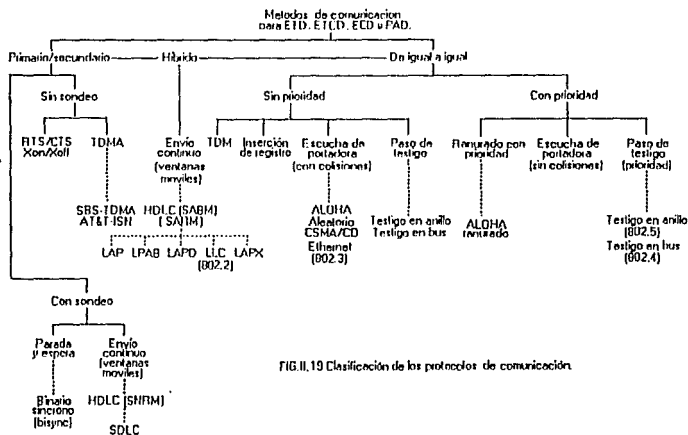 Metodos de comunicacion
para ETD, ETCD, ECD y PAD.
Primario/secundario
Hibrido
De igual a igual
Sin sondeo
Sin prioridad
Con prioridad
RTS/CTS
Xon/Xoff
TDMA
Envío
continuo
(ventanas
moviles)
TDM
Inserción
de registro
Escucha de
portadora
(con colisiones)
Paso de
testigo
Ranurado con
prioridad
Escucha de
portadora
(sin colisiones)
Paso de
testigo
(prioridad)
SBS-TDMA
AT&T-ISN
HDLC (SABM)
(SARM)
ALOHA
Aleatorio
CSMA/CD
Ethernet
(802.3)
Testigo en anillo
Testigo en bus
ALOHA
ranurado
Testigo en anillo
(802.5)
Testigo en bus
(802.4)
LAP
LPAB
LAPD
LLC
(802.2)
LAPX
Con sondeo
Parada
y espera
Envío
continuo
(ventanas
moviles)
Binario
sincrono
(bisync)
HDLC (SNRM)
SDLC
FIG.II.19 Clasificación de los protocolos de comunicación.